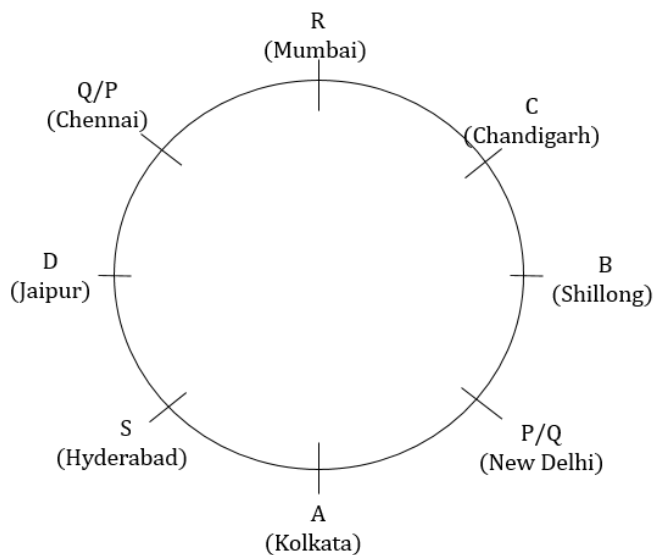 R
(Mumbai)
Q/P
(Chennai)
C
(Chandigarh)
D
(Jaipur)
B
(Shillong)
S
(Hyderabad)
P/Q
(New Delhi)
A
(Kolkata)